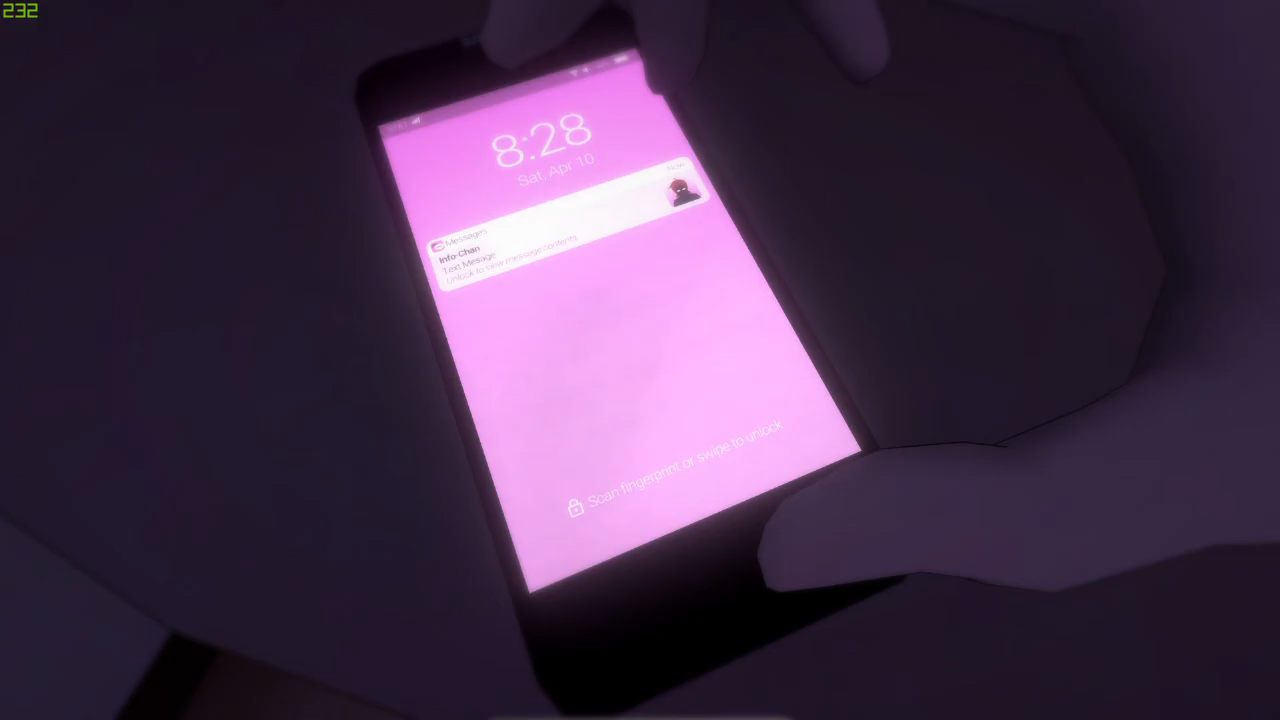 232
8:28
Sat, Apr 10
Messages
Info-Chan
Text Mesage
Unlock to view message contents
Scan fingerprint or swipe to unlock